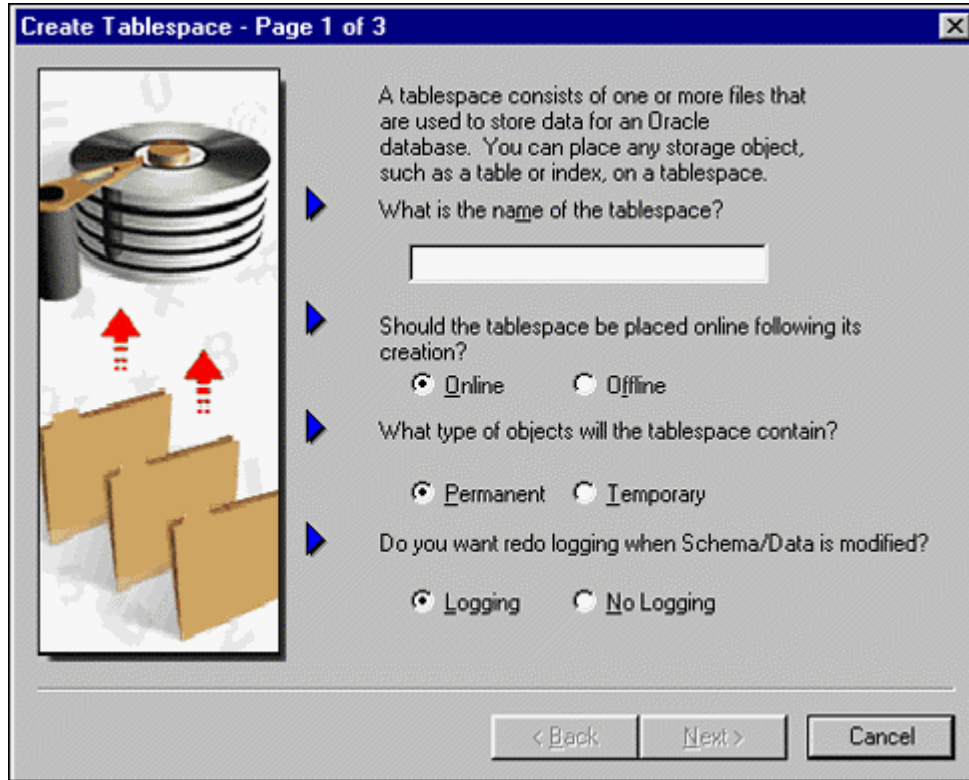 Create Tablespace - Page 1 of 3
A tablespace consists of one or more files that
are used to store data for an Oracle
database. You can place any storage object,
such as a table or index, on a tablespace.
What is the name of the tablespace?
Should the tablespace be placed online following its
creation?
Online Offline
What type of objects will the tablespace contain?
Permanent Temporary
Do you want redo logging when Schema/Data is modified?
Logging No Logging
< Back Next > Cancel